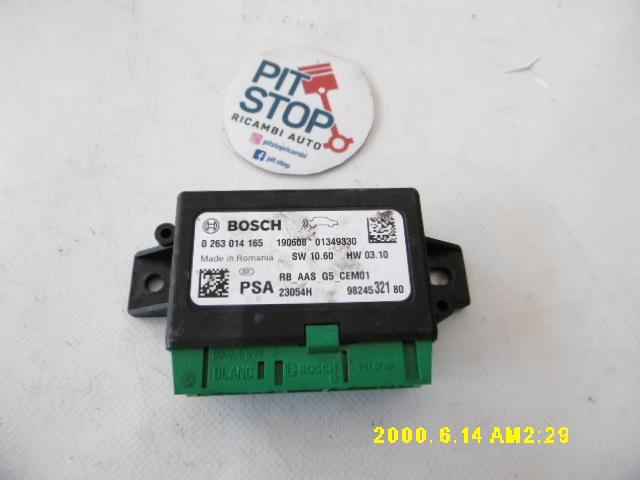 PIT
STOP
RICAMBI AUTO
pitstopricambi
pit stop
BOSCH
0 263 014 165 190608 01349330
Made in Romania SW 10.60 HW 03.10
RB AAS G5 CEM01
PSA 23054H 98245 321 80
BLANC BOSCH
2000. 6.14 AM2:29